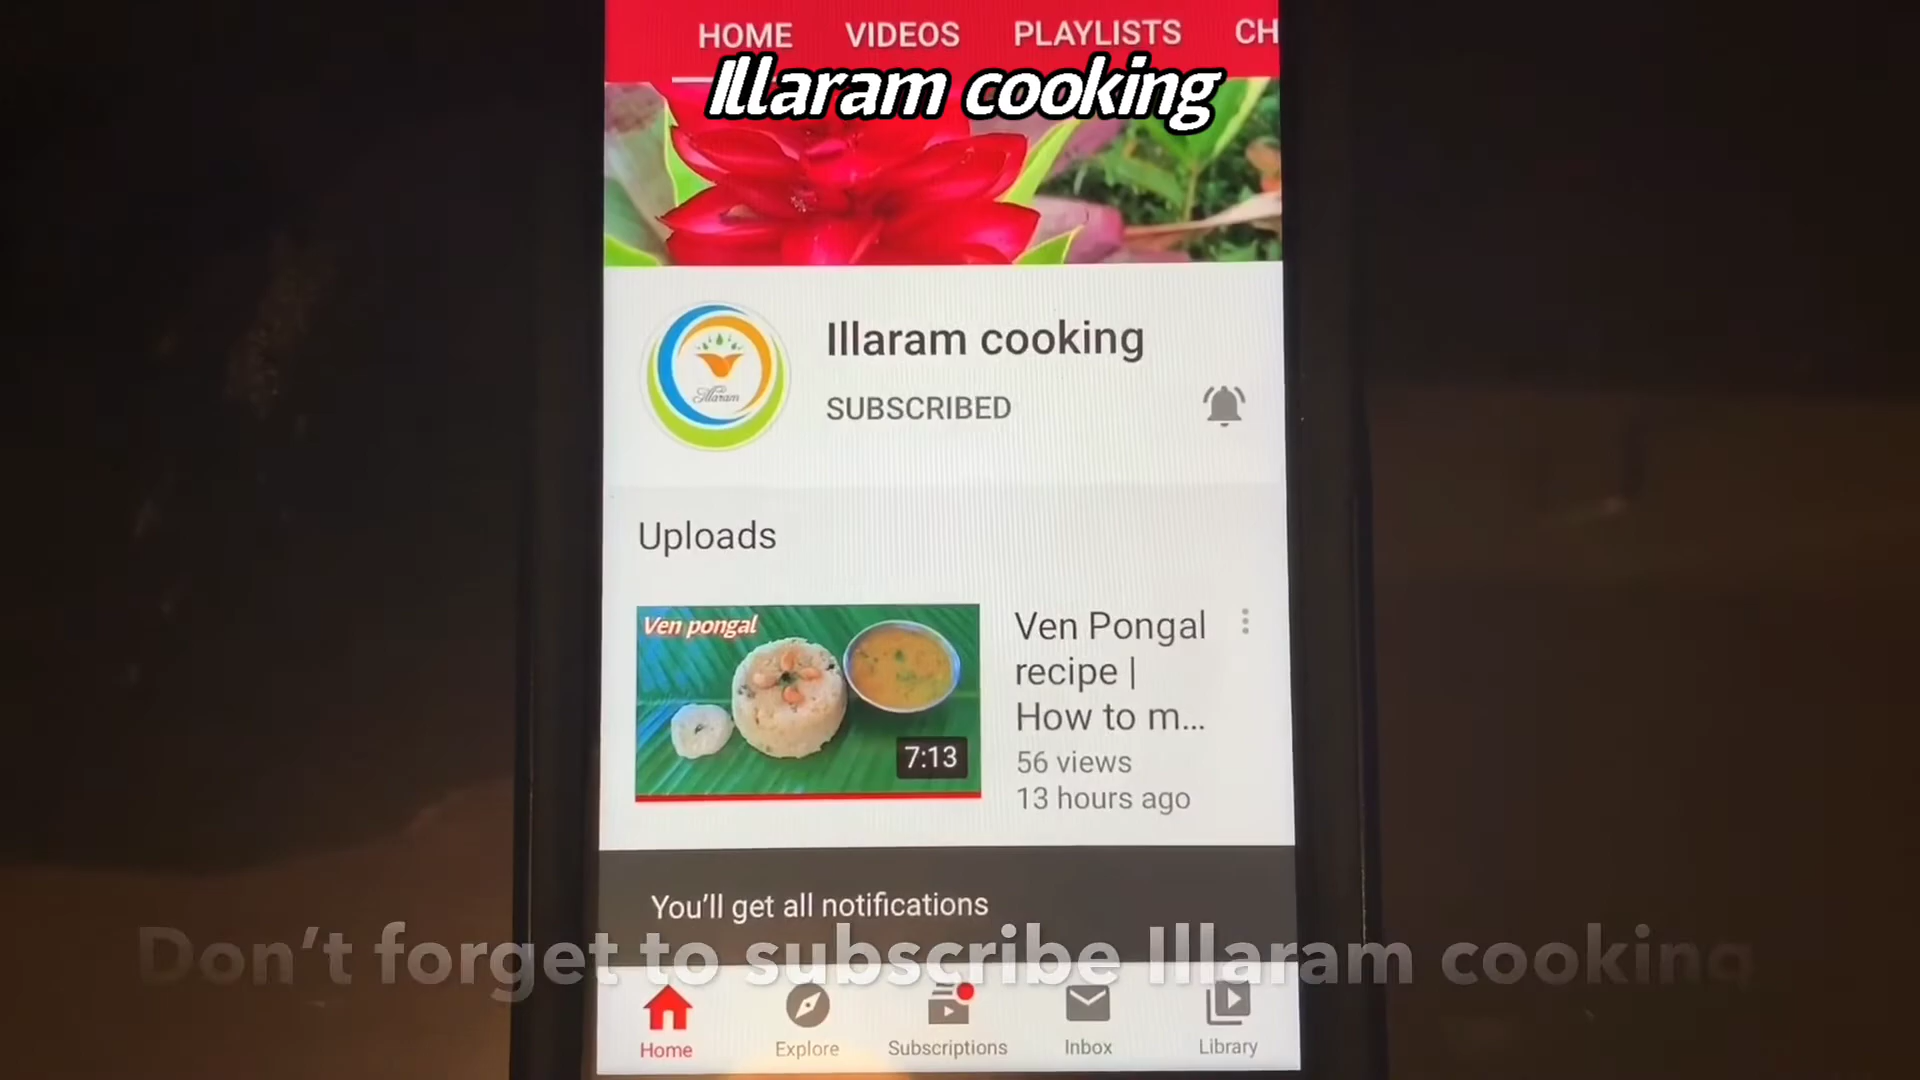 HOME VIDEOS PLAYLISTS CH
Illaram cooking
Illaram cooking
Illaram
SUBSCRIBED
Uploads
Ven pongal
7:13
Ven Pongal
recipe |
How to m...
56 views
13 hours ago
You'll get all notifications
Don't forget to subscribe Illaram cooking
Home Explore Subscriptions Inbox Library